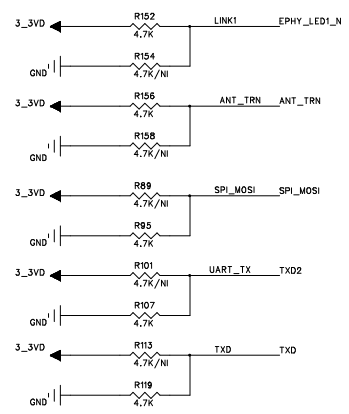 R152
3_3VD LINK1 EPHY_LED1_N
4.7K
R154
GND 4.7K/NI
R156
3_3VD ANT_TRN ANT_TRN
4.7K
R158
GND 4.7K/NI
R89
3_3VD SPI_MOSI SPI_MOSI
4.7K/NI
R95
GND 4.7K
R101
3_3VD UART_TX TXD2
4.7K/NI
R107
GND 4.7K
R113
3_3VD TXD TXD
4.7K/NI
R119
GND 4.7K